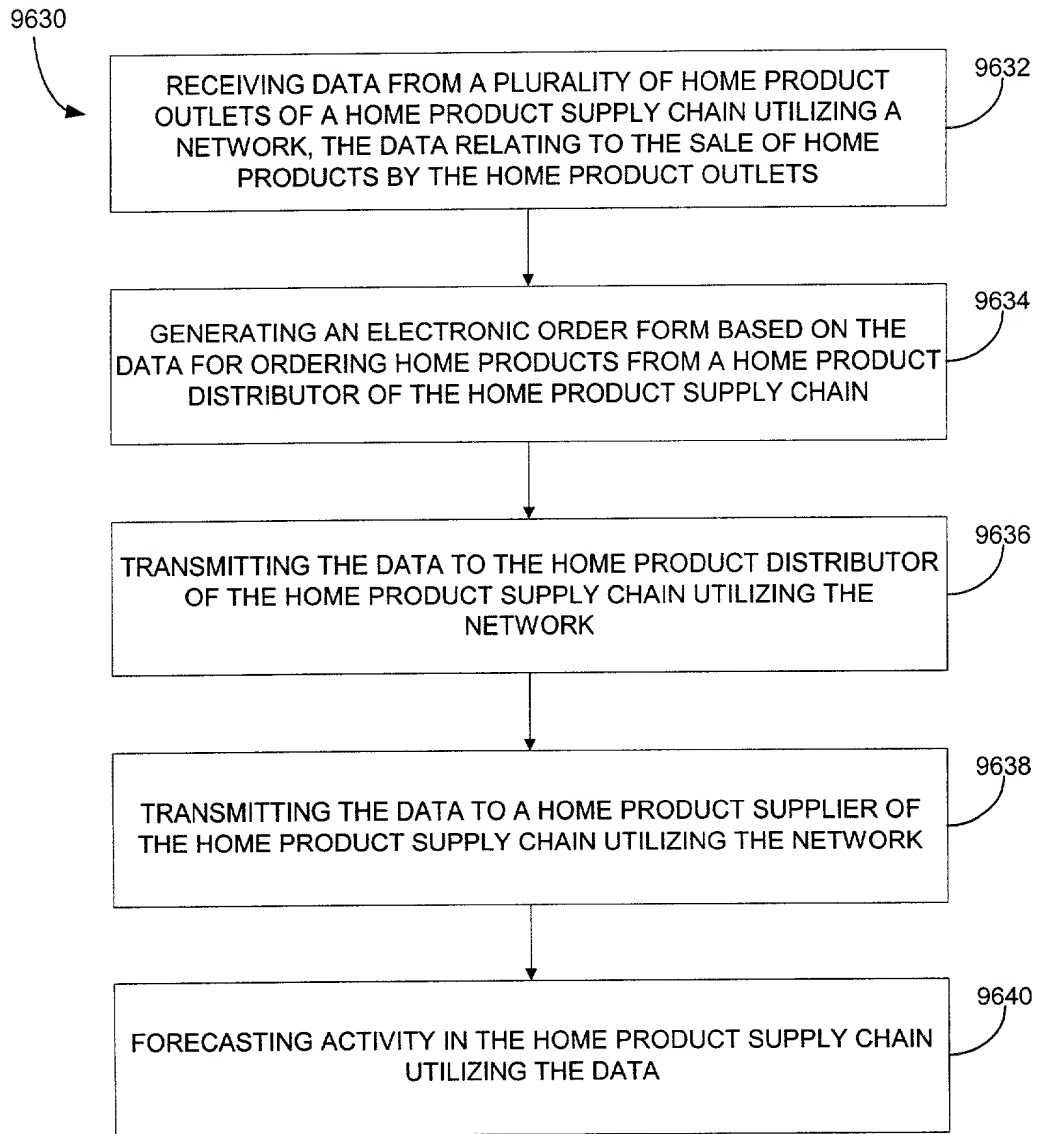 9630
RECEIVING DATA FROM A PLURALITY OF HOME PRODUCT
OUTLETS OF A HOME PRODUCT SUPPLY CHAIN UTILIZING A
NETWORK, THE DATA RELATING TO THE SALE OF HOME
PRODUCTS BY THE HOME PRODUCT OUTLETS
9632
GENERATING AN ELECTRONIC ORDER FORM BASED ON THE
DATA FOR ORDERING HOME PRODUCTS FROM A HOME PRODUCT
DISTRIBUTOR OF THE HOME PRODUCT SUPPLY CHAIN
9634
TRANSMITTING THE DATA TO THE HOME PRODUCT DISTRIBUTOR
OF THE HOME PRODUCT SUPPLY CHAIN UTILIZING THE
NETWORK
9636
TRANSMITTING THE DATA TO A HOME PRODUCT SUPPLIER OF
THE HOME PRODUCT SUPPLY CHAIN UTILIZING THE NETWORK
9638
FORECASTING ACTIVITY IN THE HOME PRODUCT SUPPLY CHAIN
UTILIZING THE DATA
9640